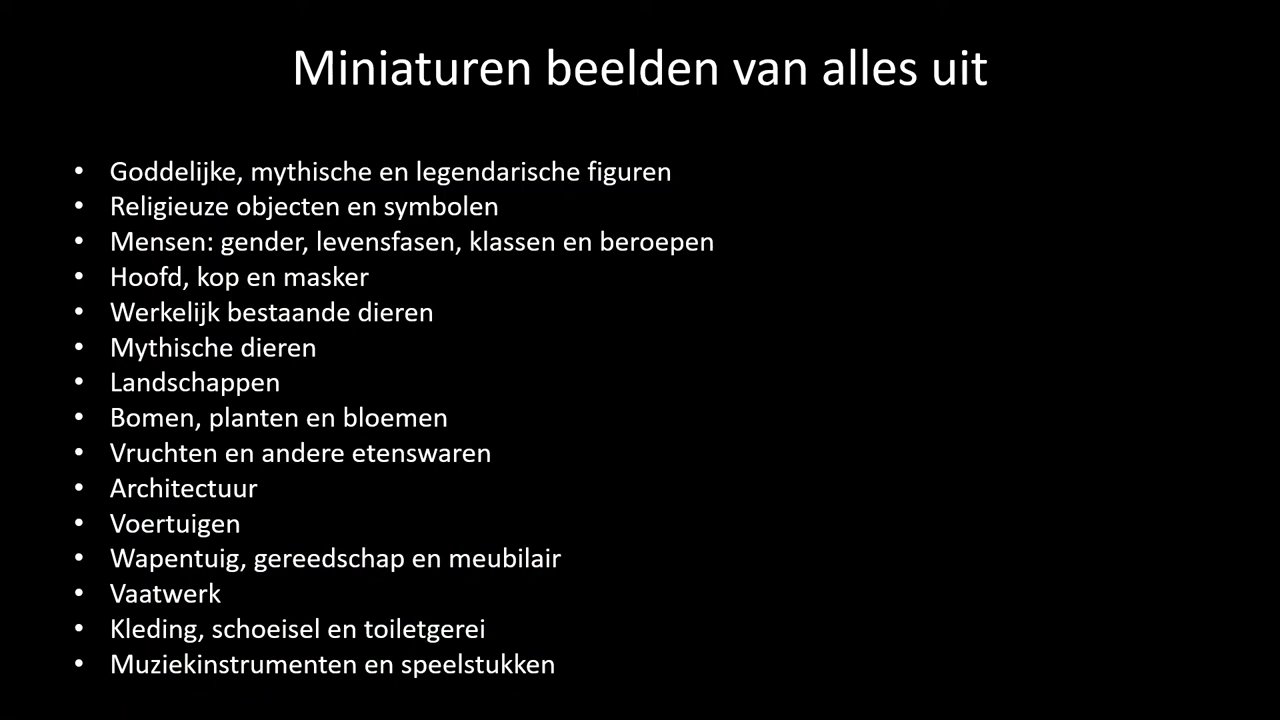 Miniaturen beelden van alles uit
• Goddelijke, mythische en legendarische figuren
• Religieuze objecten en symbolen
• Mensen: gender, levensfasen, klassen en beroepen
• Hoofd, kop en masker
• Werkelijk bestaande dieren
• Mythische dieren
• Landschappen
• Bomen, planten en bloemen
• Vruchten en andere etenswaren
• Architectuur
• Voertuigen
• Wapentuig, gereedschap en meubilair
• Vaatwerk
• Kleding, schoeisel en toiletgerei
• Muziekinstrumenten en speelstukken